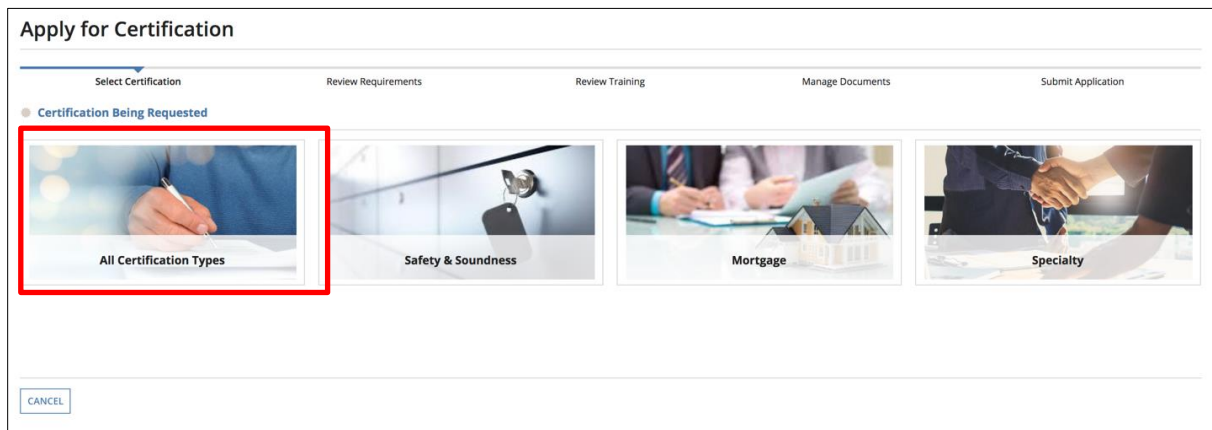 Apply for Certification
Select Certification
Review Requirements
Review Training
Manage Documents
Submit Application
Certification Being Requested
All Certification Types
Safety & Soundness
Mortgage
Specialty
CANCEL